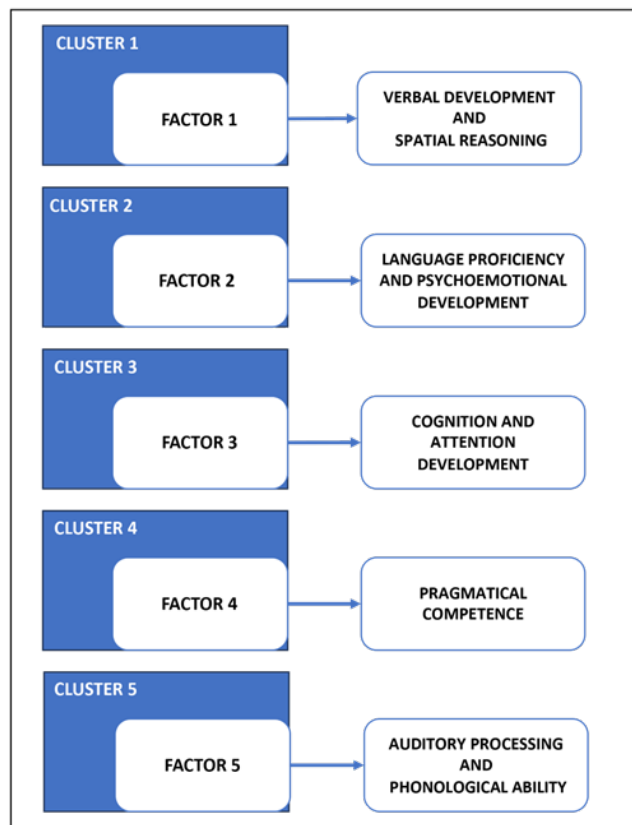 CLUSTER 1
FACTOR 1
VERBAL DEVELOPMENT
AND
SPATIAL REASONING
CLUSTER 2
FACTOR 2
LANGUAGE PROFICIENCY
AND PSYCHOEMOTIONAL
DEVELOPMENT
CLUSTER 3
FACTOR 3
COGNITION AND
ATTENTION
DEVELOPMENT
CLUSTER 4
FACTOR 4
PRAGMATICAL
COMPETENCE
CLUSTER 5
FACTOR 5
AUDITORY PROCESSING
AND
PHONOLOGICAL ABILITY